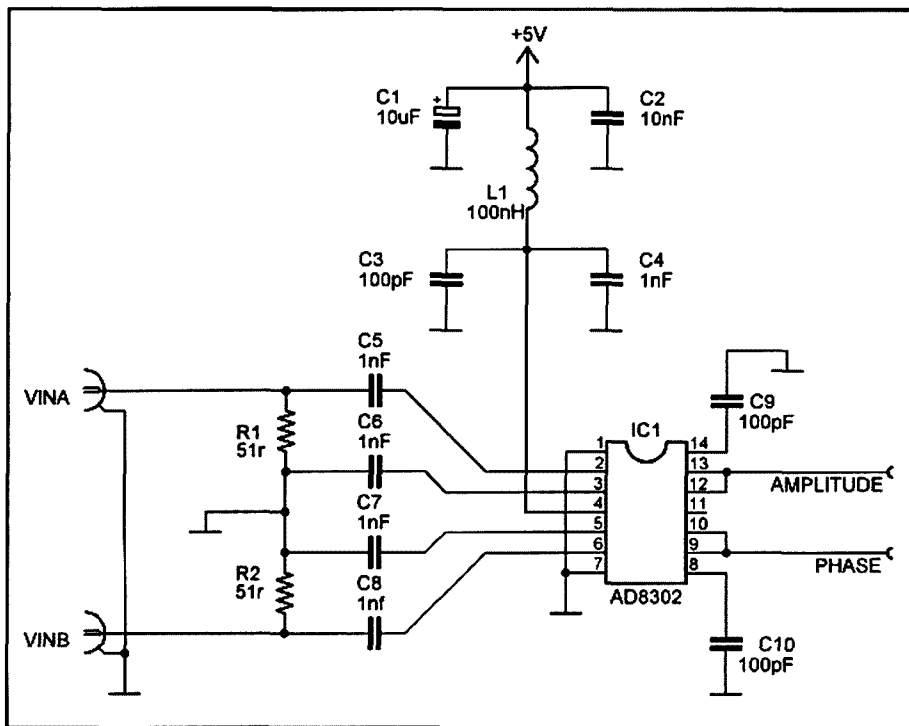 +5V
C1
10uF
C2
10nF
L1
100nH
C3
100pF
C4
1nF
C5
1nF
VINA
C9
100pF
R1
51r
C6
1nF
IC1
1
2
3
4
5
6
7
14
13
12
11
10
9
8
AMPLITUDE
C7
1nF
PHASE
R2
51r
C8
1nf
AD8302
VINB
C10
100pF